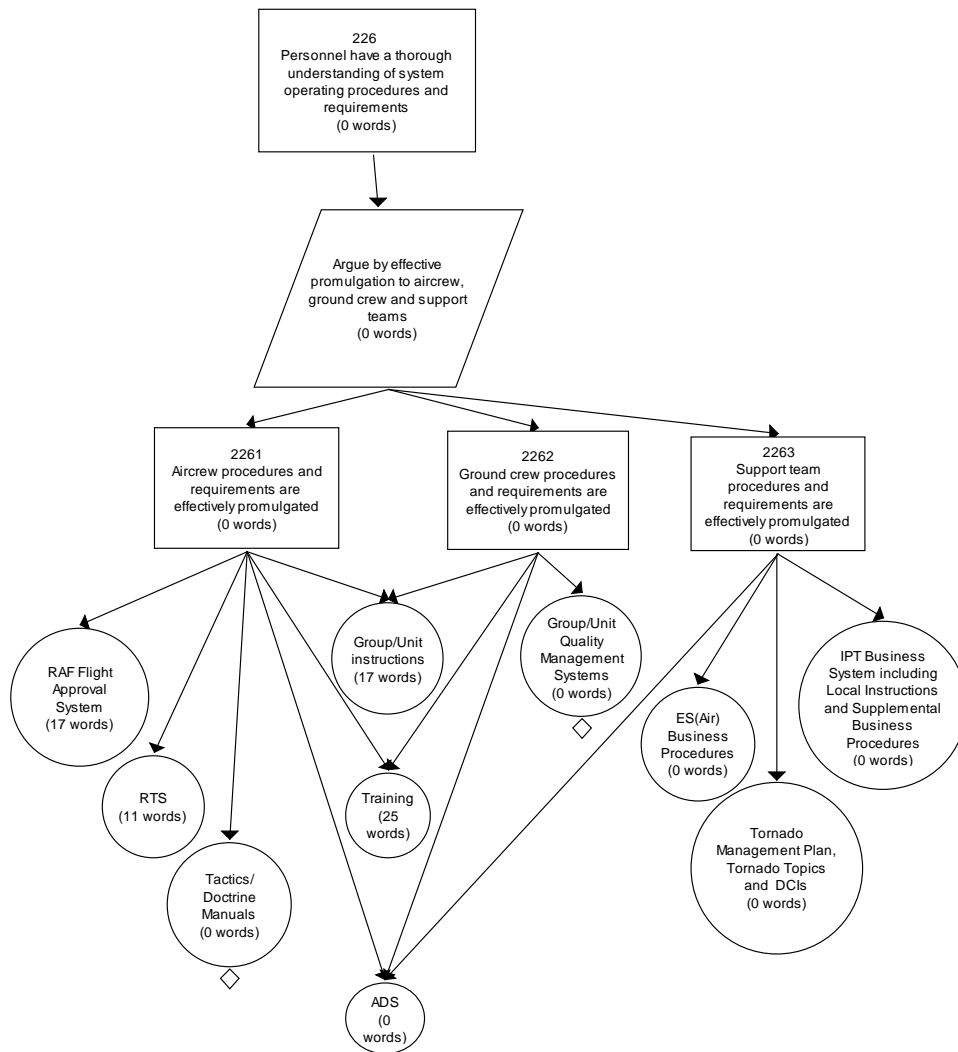 226
Personnel have a thorough
understanding of system
operating procedures and
requirements
(0 words)
Argue by effective
promulgation to aircrew,
ground crew and support
teams
(0 words)
2261
Aircrew procedures and
requirements are
effectively promulgated
(0 words)
2262
Ground crew procedures
and requirements are
effectively promulgated
(0 words)
2263
Support team
procedures and
requirements are
effectively promulgated
(0 words)
RAF Flight
Approval
System
(17 words)
Group/Unit
instructions
(17 words)
Group/Unit
Quality
Management
Systems
(0 words)
IPT Business
System including
Local Instructions
and Supplemental
Business
Procedures
(0 words)
ES(Air)
Business
Procedures
(0 words)
RTS
(11 words)
Training
(25
words)
Tactics/
Doctrine
Manuals
(0 words)
Tornado
Management Plan,
Tornado Topics
and DCIs
(0 words)
ADS
(0
words)